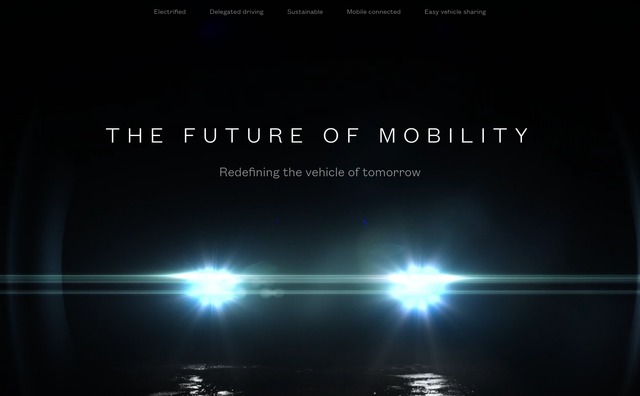 Electrified Delegated driving Sustainable Mobile connected Easy vehicle sharing
THE FUTURE OF MOBILITY
Redefining the vehicle of tomorrow